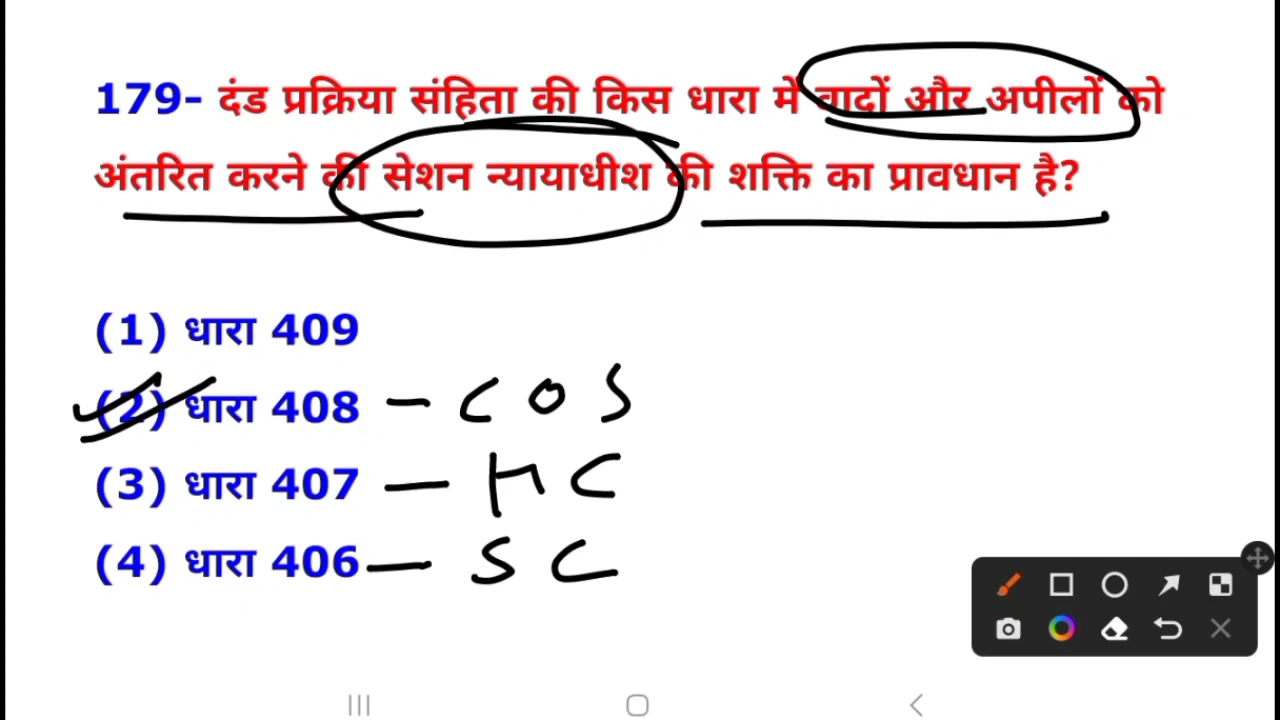 179- दंड प्रक्रिया संहिता की किस धारा में वादों और अपीलों को
अंतरित करने की सेशन न्यायाधीश की शक्ति का प्रावधान है?
(1) धारा 409
(2) धारा 408 - COS
(3) धारा 407 - HC
(4) धारा 406 - SC